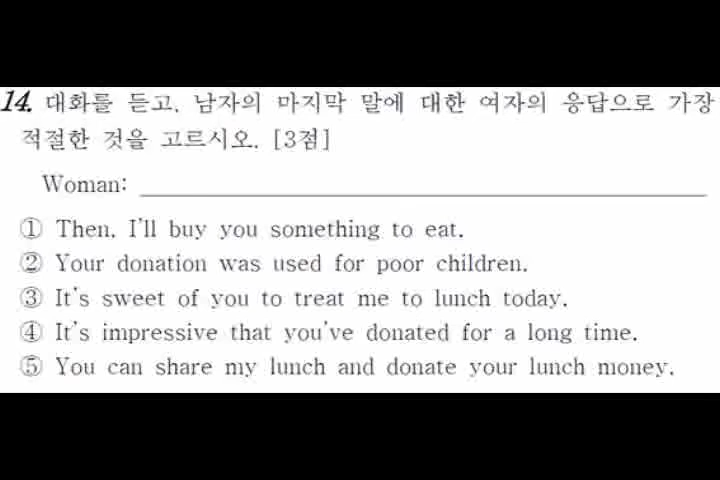 14. 대화를 듣고, 남자의 마지막 말에 대한 여자의 응답으로 가장
적절한 것을 고르시오. [3점]
Woman:
① Then, I'll buy you something to eat.
② Your donation was used for poor children.
③ It's sweet of you to treat me to lunch today.
④ It's impressive that you've donated for a long time.
⑤ You can share my lunch and donate your lunch money.